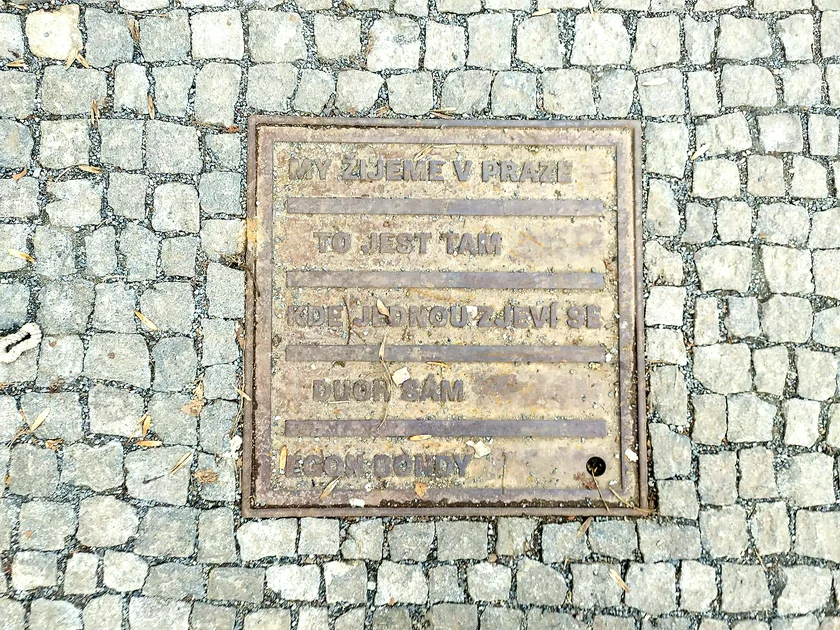 MY ŽIJEME V PRAZE
TO JEST TAM
KDE JEDNOU ZJEVÍ SE
DUCH SÁM
EGON BONDY